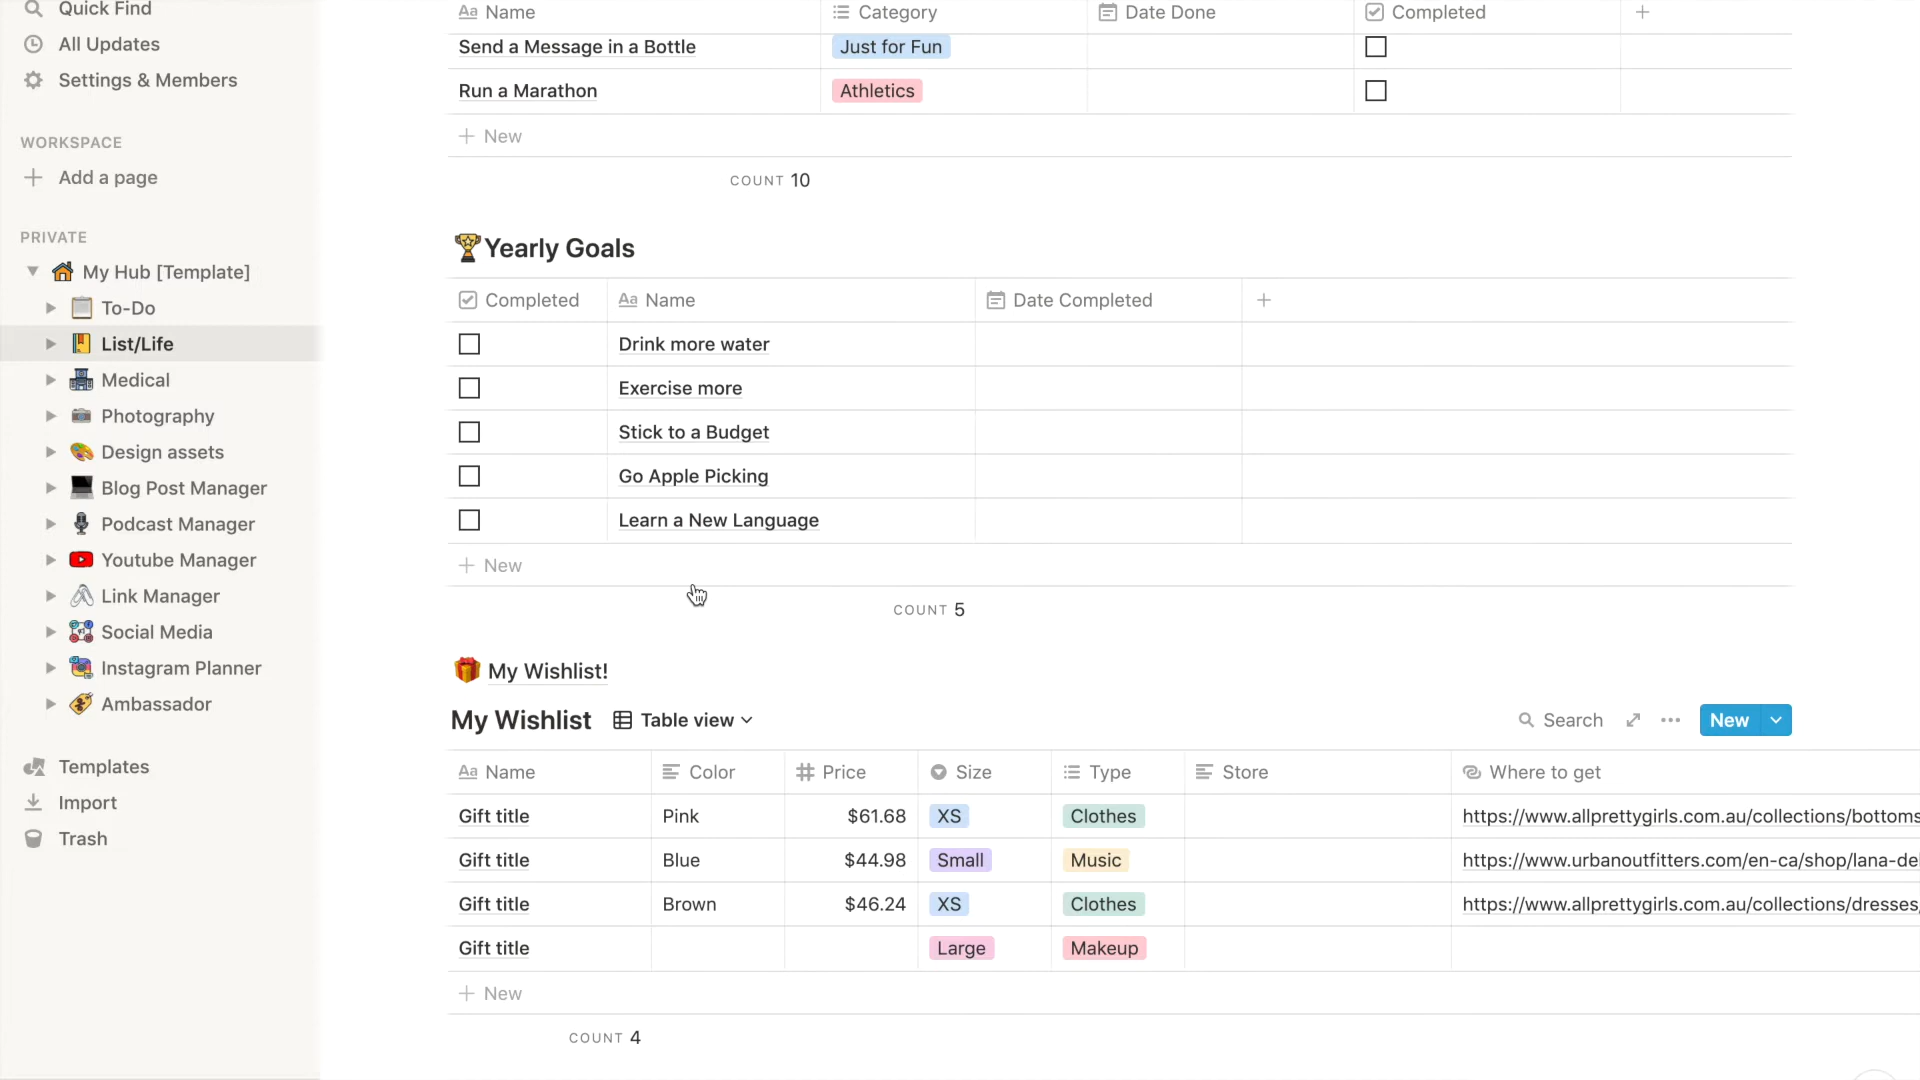 Quick Find
All Updates
Settings & Members
WORKSPACE
Add a page
PRIVATE
My Hub [Template]
To-Do
List/Life
Medical
Photography
Design assets
Blog Post Manager
Podcast Manager
Youtube Manager
Link Manager
Social Media
Instagram Planner
Ambassador
Templates
Import
Trash
Aa Name Category Date Done Completed
Send a Message in a Bottle Just for Fun
Run a Marathon Athletics
New
COUNT 10
Yearly Goals
Completed Aa Name Date Completed
Drink more water
Exercise more
Stick to a Budget
Go Apple Picking
Learn a New Language
New
COUNT 5
My Wishlist!
My Wishlist Table view Search New
Aa Name Color Price Size Type Store Where to get
Gift title Pink $61.68 XS Clothes https://www.allprettygirls.com.au/collections/bottoms
Gift title Blue $44.98 Small Music https://www.urbanoutfitters.com/en-ca/shop/lana-del
Gift title Brown $46.24 XS Clothes https://www.allprettygirls.com.au/collections/dresses,
Gift title Large Makeup
New
COUNT 4